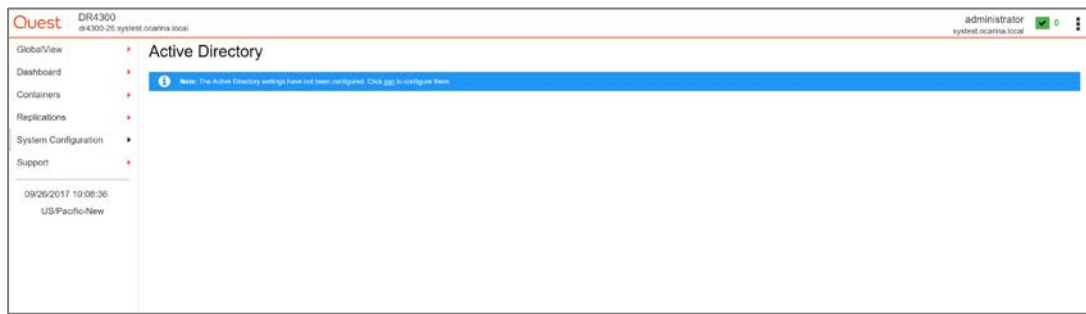 Quest
DR4300
dr4300-26.systest.ocarina.local
administrator
systest.ocarina.local
0
GlobalView
Dashboard
Containers
Replications
System Configuration
Support
09/26/2017 10:08:36
US/Pacific-New
Active Directory
Note: The Active Directory settings have not been configured. Click join to configure them